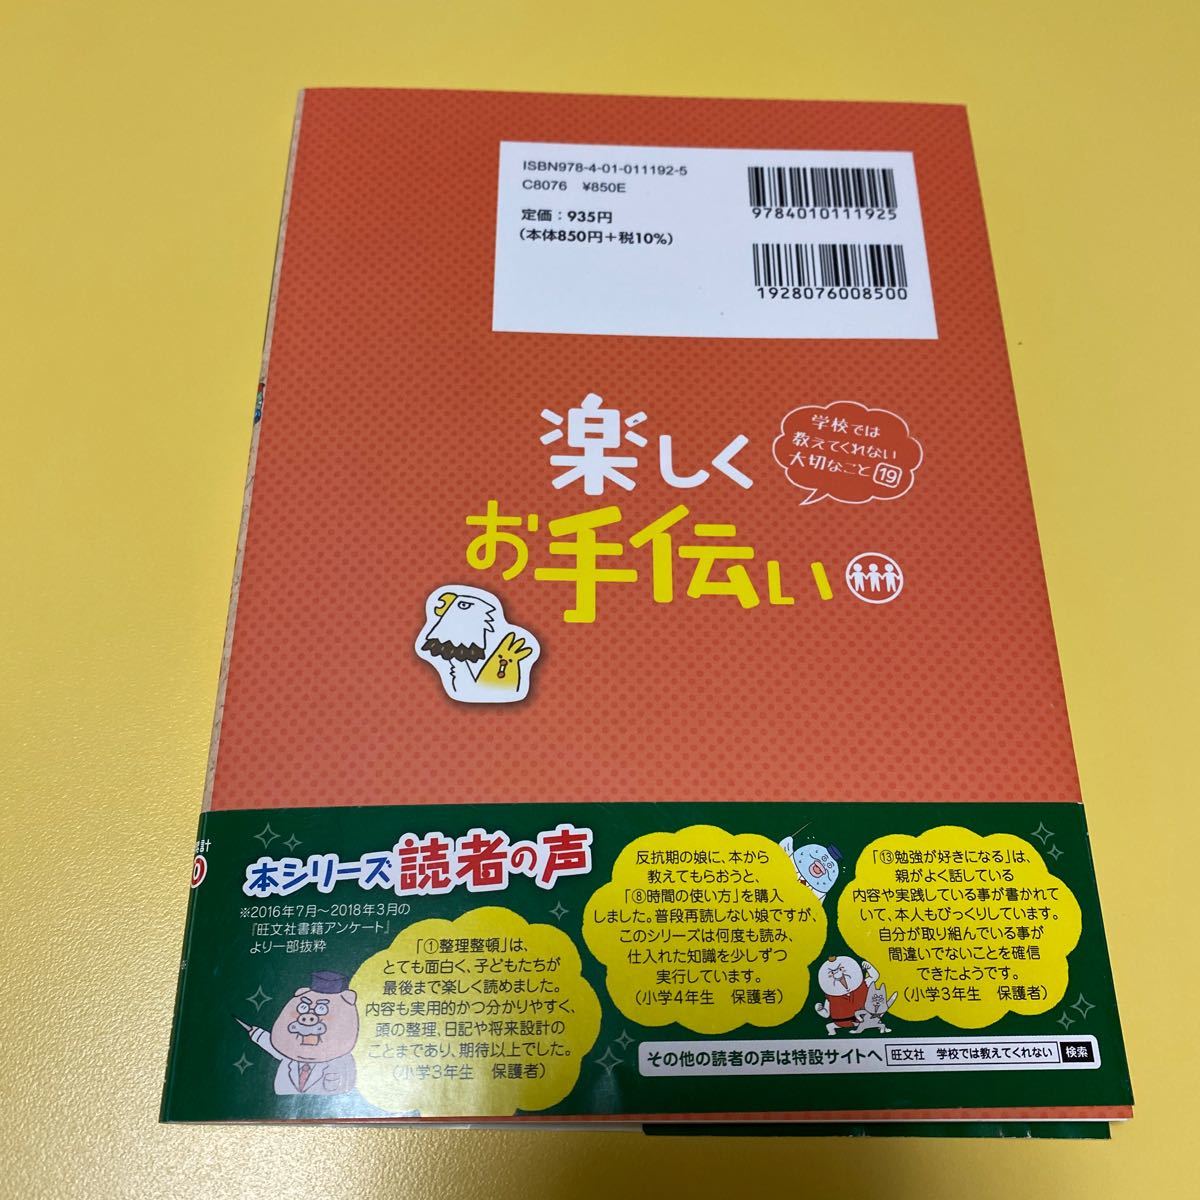 ISBN978-4-01-011192-5
C8076 ¥850E
定価：935円
（本体850円＋税10％）
9784010111925
1928076008500
学校では
教えてくれない
大切なこと 19
楽しく
お手伝い
本シリーズ読者の声
※2016年7月～2018年3月の
『旺文社書籍アンケート』
より一部抜粋
「①整理整頓」は、
とても面白く、子どもたちが
最後まで楽しく読めました。
内容も実用的かつ分かりやすく、
頭の整理、日記や将来設計の
ことまであり、期待以上でした。
（小学3年生　保護者）
反抗期の娘に、本から
教えてもらおうと、
「⑧時間の使い方」を購入
しました。普段再読しない娘ですが、
このシリーズは何度も読み、
仕入れた知識を少しずつ
実行しています。
（小学4年生　保護者）
「⑬勉強が好きになる」は、
親がよく話している
内容や実践している事が書かれて
いて、本人もびっくりしています。
自分が取り組んでいる事が
間違いでないことを確信
できたようです。
（小学3年生　保護者）
その他の読者の声は特設サイトへ 旺文社　学校では教えてくれない 検索